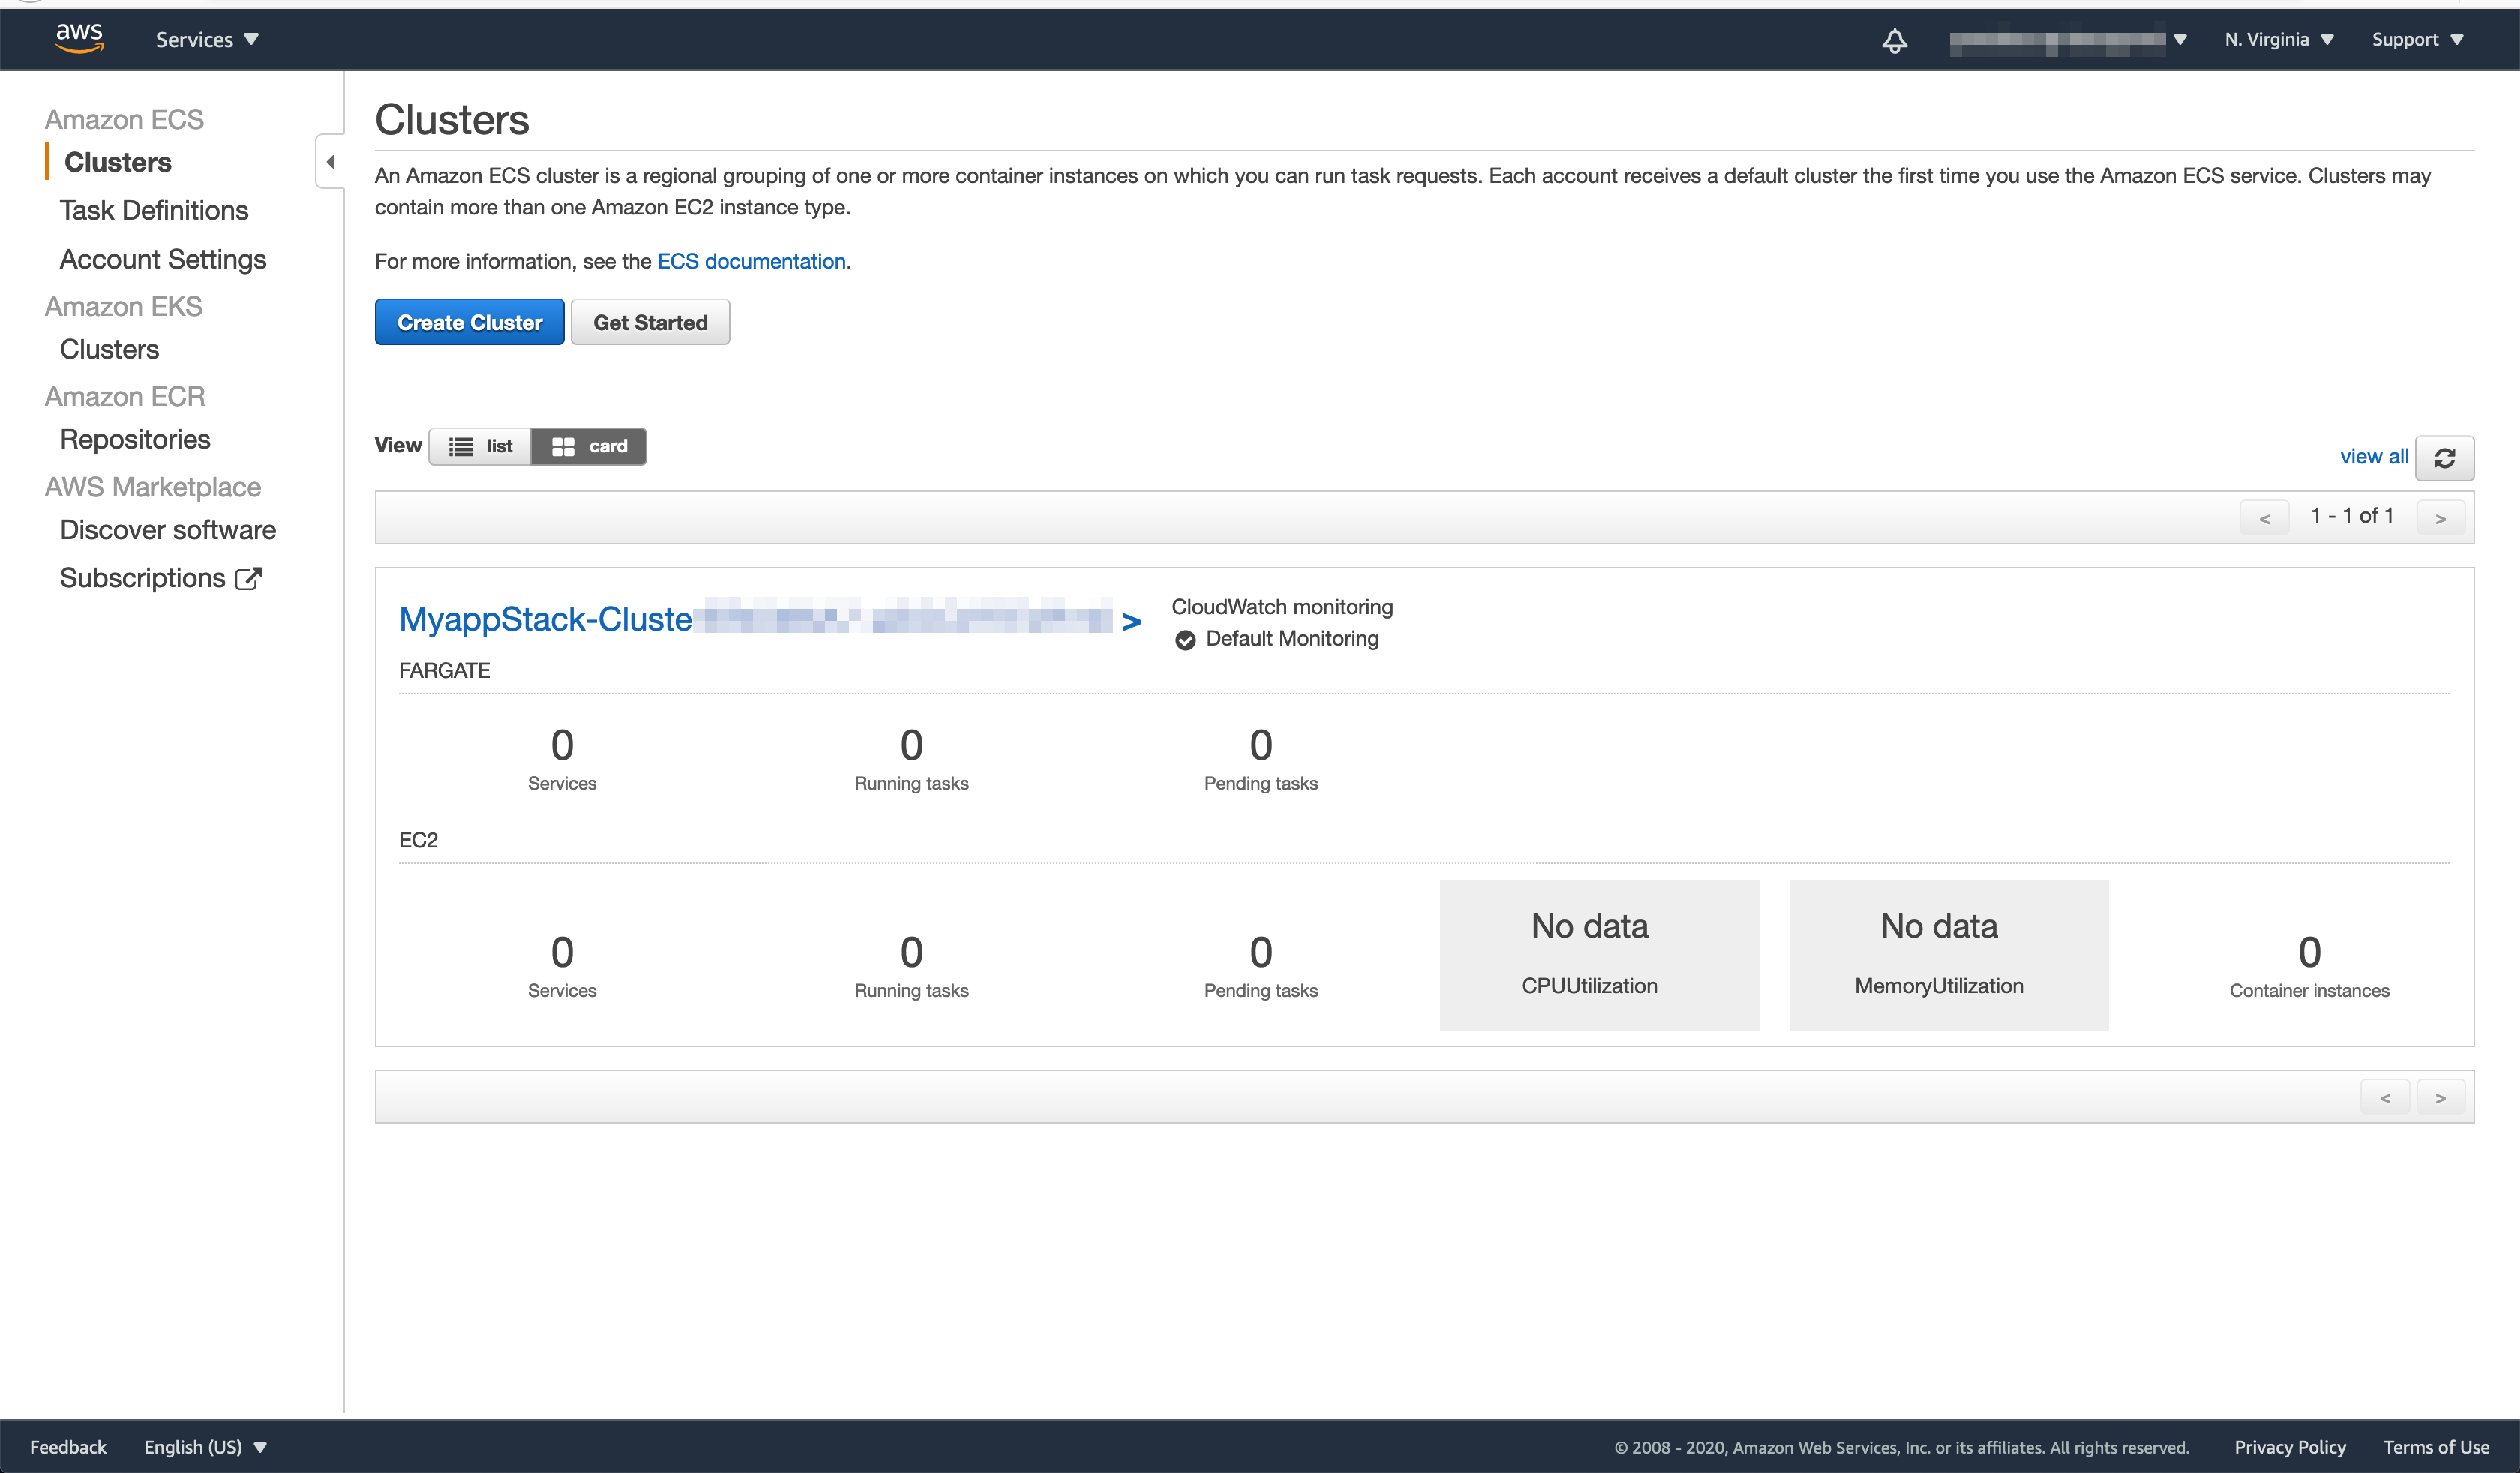 aws
Services
N. Virginia
Support
Amazon ECS
Clusters
Task Definitions
Account Settings
Amazon EKS
Clusters
Amazon ECR
Repositories
AWS Marketplace
Discover software
Subscriptions
Clusters
An Amazon ECS cluster is a regional grouping of one or more container instances on which you can run task requests. Each account receives a default cluster the first time you use the Amazon ECS service. Clusters may
contain more than one Amazon EC2 instance type.
For more information, see the ECS documentation.
Create Cluster Get Started
View list card
view all
< 1 - 1 of 1 >
MyappStack-Cluste >
CloudWatch monitoring
Default Monitoring
FARGATE
0 0 0
Services Running tasks Pending tasks
EC2
0 0 0 No data No data 0
Services Running tasks Pending tasks CPUUtilization MemoryUtilization Container instances
< >
Feedback English (US) © 2008 - 2020, Amazon Web Services, Inc. or its affiliates. All rights reserved. Privacy Policy Terms of Use